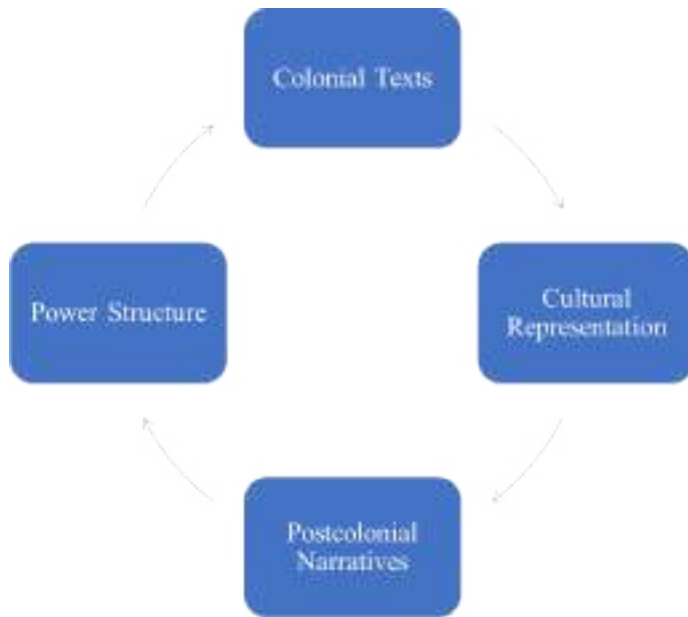 Colonial Texts
Power Structure
Cultural
Representation
Postcolonial
Narratives